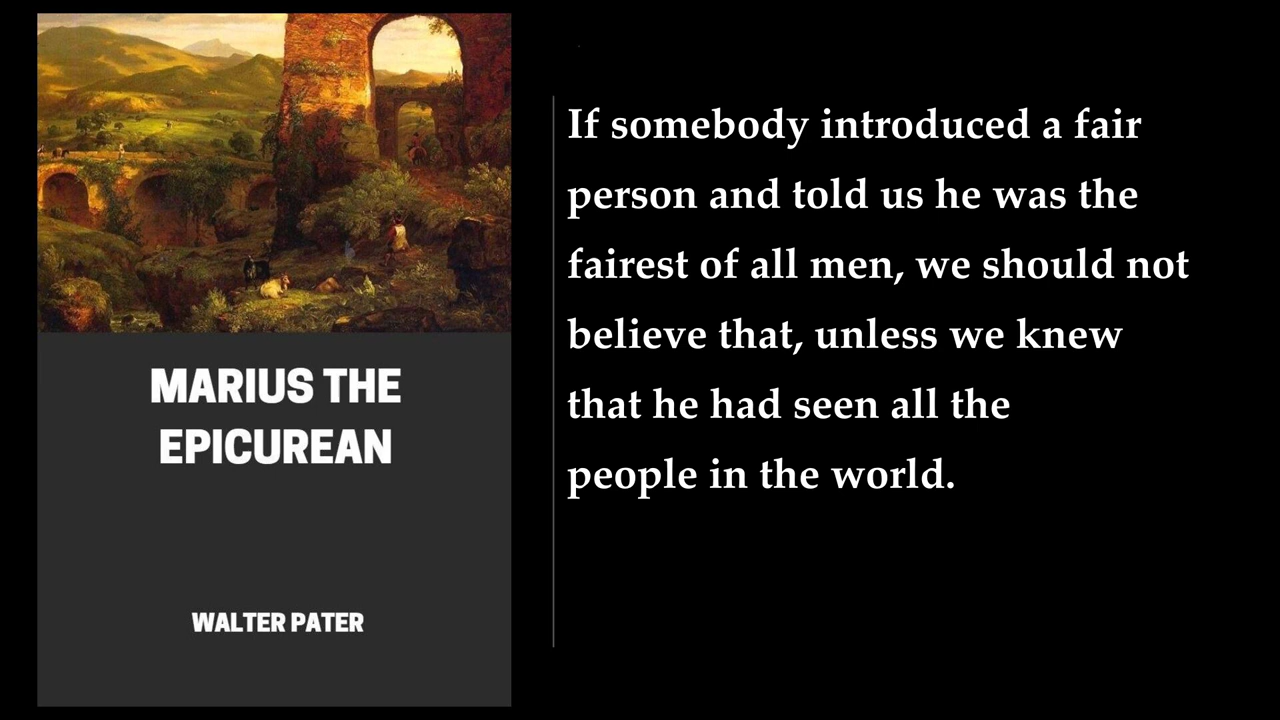 MARIUS THE
EPICUREAN
WALTER PATER
If somebody introduced a fair
person and told us he was the
fairest of all men, we should not
believe that, unless we knew
that he had seen all the
people in the world.